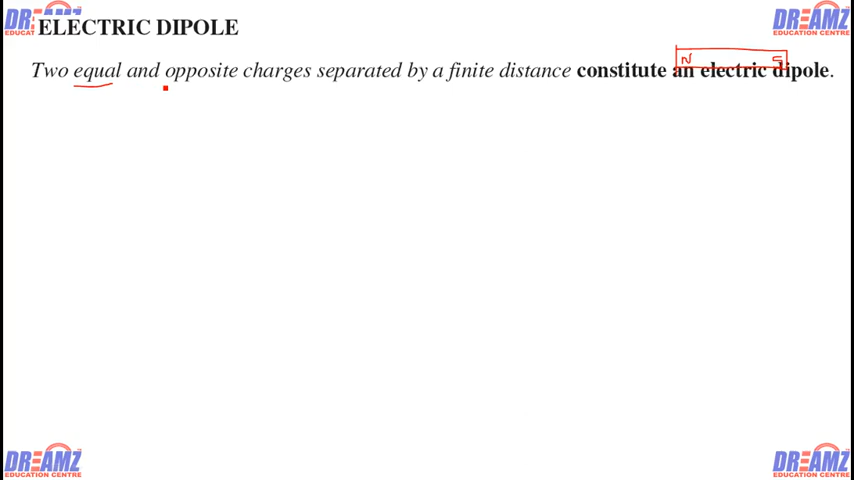 DREAMZ
EDUCATION CENTRE
ELECTRIC DIPOLE
DREAMZ
EDUCATION CENTRE
Two equal and opposite charges separated by a finite distance constitute an electric dipole.
N S
DREAMZ
EDUCATION CENTRE
DREAMZ
EDUCATION CENTRE